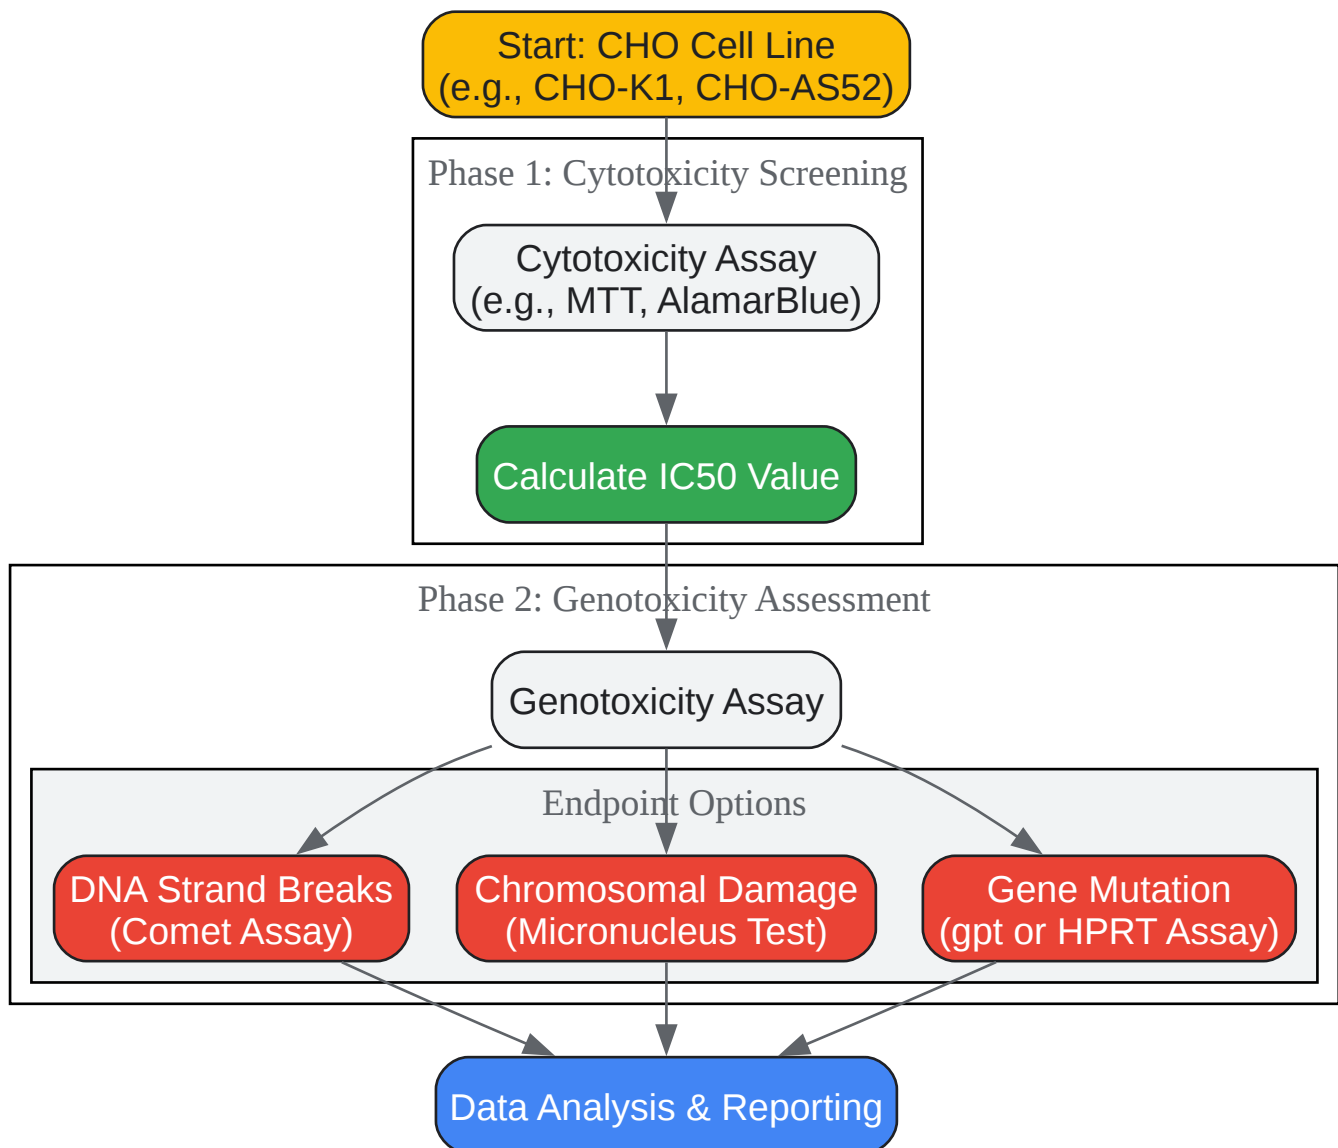 Start: CHO Cell Line
(e.g., CHO-K1, CHO-AS52)
Phase 1: Cytotoxicity Screening
Cytotoxicity Assay
(e.g., MTT, AlamarBlue)
Calculate IC50 Value
Phase 2: Genotoxicity Assessment
Genotoxicity Assay
Endpoint Options
DNA Strand Breaks
(Comet Assay)
Chromosomal Damage
(Micronucleus Test)
Gene Mutation
(gpt or HPRT Assay)
Data Analysis & Reporting